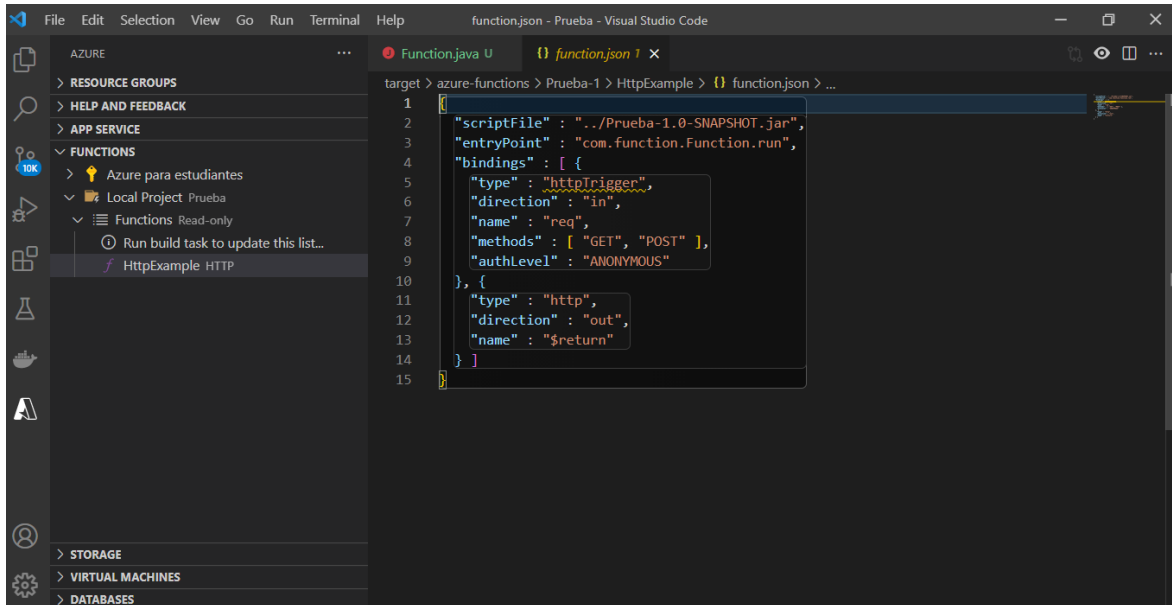 File Edit Selection View Go Run Terminal Help function.json - Prueba - Visual Studio Code
AZURE ...
Function.java U
{} function.json 1
RESOURCE GROUPS
HELP AND FEEDBACK
APP SERVICE
FUNCTIONS
Azure para estudiantes
Local Project Prueba
Functions Read-only
Run build task to update this list...
HttpExample HTTP
10K
STORAGE
VIRTUAL MACHINES
DATABASES
target > azure-functions > Prueba-1 > HttpExample > {} function.json > ...
1 {
2 "scriptFile" : "../Prueba-1.0-SNAPSHOT.jar",
3 "entryPoint" : "com.function.Function.run",
4 "bindings" : [ {
5 "type" : "httpTrigger",
6 "direction" : "in",
7 "name" : "req",
8 "methods" : [ "GET", "POST" ],
9 "authLevel" : "ANONYMOUS"
10 }, {
11 "type" : "http",
12 "direction" : "out",
13 "name" : "$return"
14 } ]
15 }